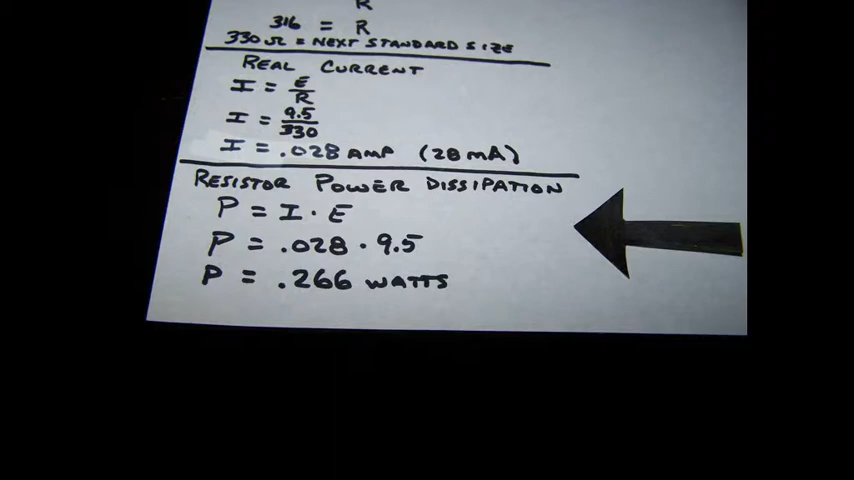 R
316 = R
330Ω = NEXT STANDARD SIZE
REAL CURRENT
I = E/R
I = 9.5/330
I = .028 AMP (28 mA)
RESISTOR POWER DISSIPATION
P = I · E
P = .028 · 9.5
P = .266 WATTS